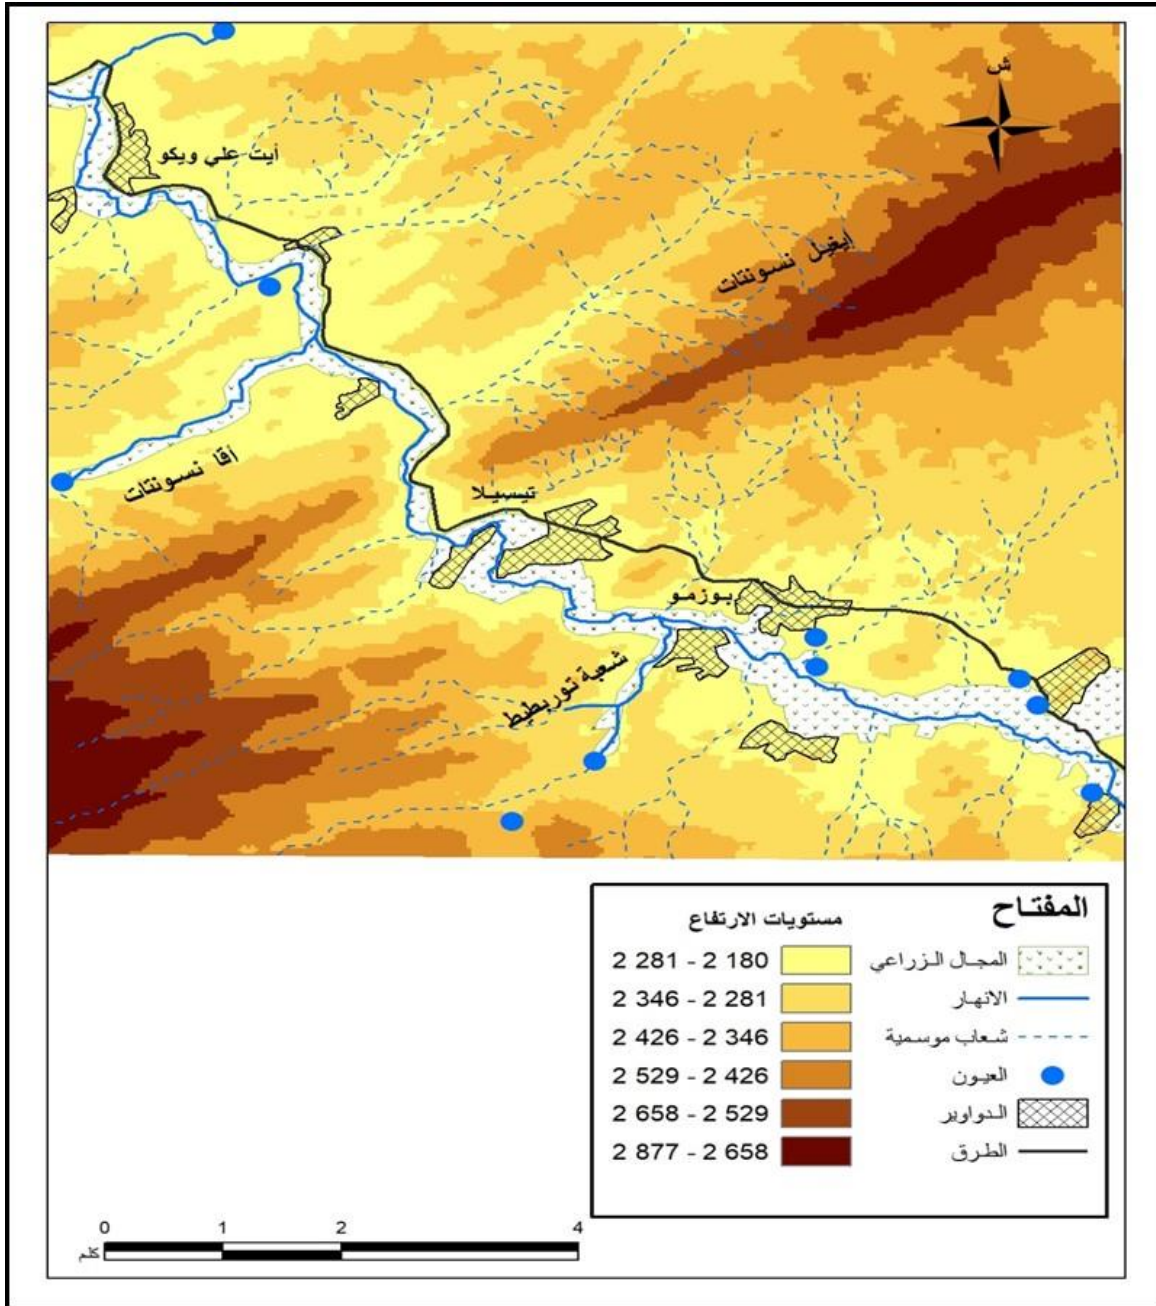 ش
أيت علي ويكو
إيغيل نسونتات
أقا نسونتات
تيسيلا
بوزمو
شعبة توربطيط
المفتاح
مستويات الارتفاع
المجال الزراعي
الانهار
شعاب موسمية
العيون
الدواوير
الطرق
2 281 - 2 180
2 346 - 2 281
2 426 - 2 346
2 529 - 2 426
2 658 - 2 529
2 877 - 2 658
0 1 2 4
كلم